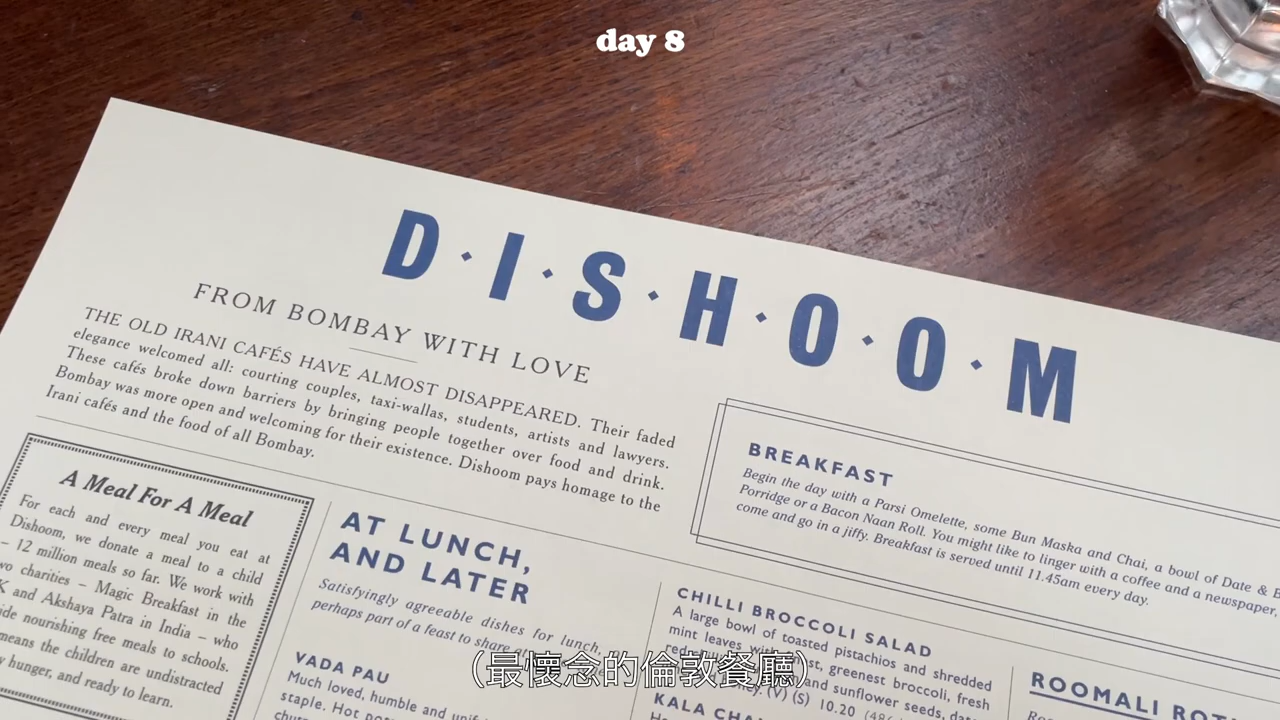 day 8
D·I·S·H·O·O·M
FROM BOMBAY WITH LOVE
THE OLD IRANI CAFÉS HAVE ALMOST DISAPPEARED. Their faded
elegance welcomed all: courting couples, taxi-wallas, students, artists and lawyers.
These cafés broke down barriers by bringing people together over food and drink.
Bombay was more open and welcoming for their existence. Dishoom pays homage to the
Irani cafés and the food of all Bombay.
BREAKFAST
Begin the day with a Parsi Omelette, some Bun Maska and Chai, a bowl of Date &
Porridge or a Bacon Naan Roll. You might like to linger with a coffee and a newspaper,
come and go in a jiffy. Breakfast is served until 11.45am every day.
A Meal For A Meal
For each and every meal you eat at
Dishoom, we donate a meal to a child
– 12 million meals so far. We work with
charities – Magic Breakfast in the
and Akshaya Patra in India – who
nourishing free meals to schools.
means the children are undistracted
hunger, and ready to learn.
AT LUNCH,
AND LATER
Satisfyingly agreeable dishes for lunch,
perhaps part of a feast to share
VADA PAU
Much loved, humble and
staple. Hot
CHILLI BROCCOLI SALAD
A large bowl of toasted pistachios and shredded
mint leaves with greenest broccoli, fresh
and sunflower seeds,
(V) (S) 10.20
KALA
ROOMALI
(最懷念的倫敦餐廳)